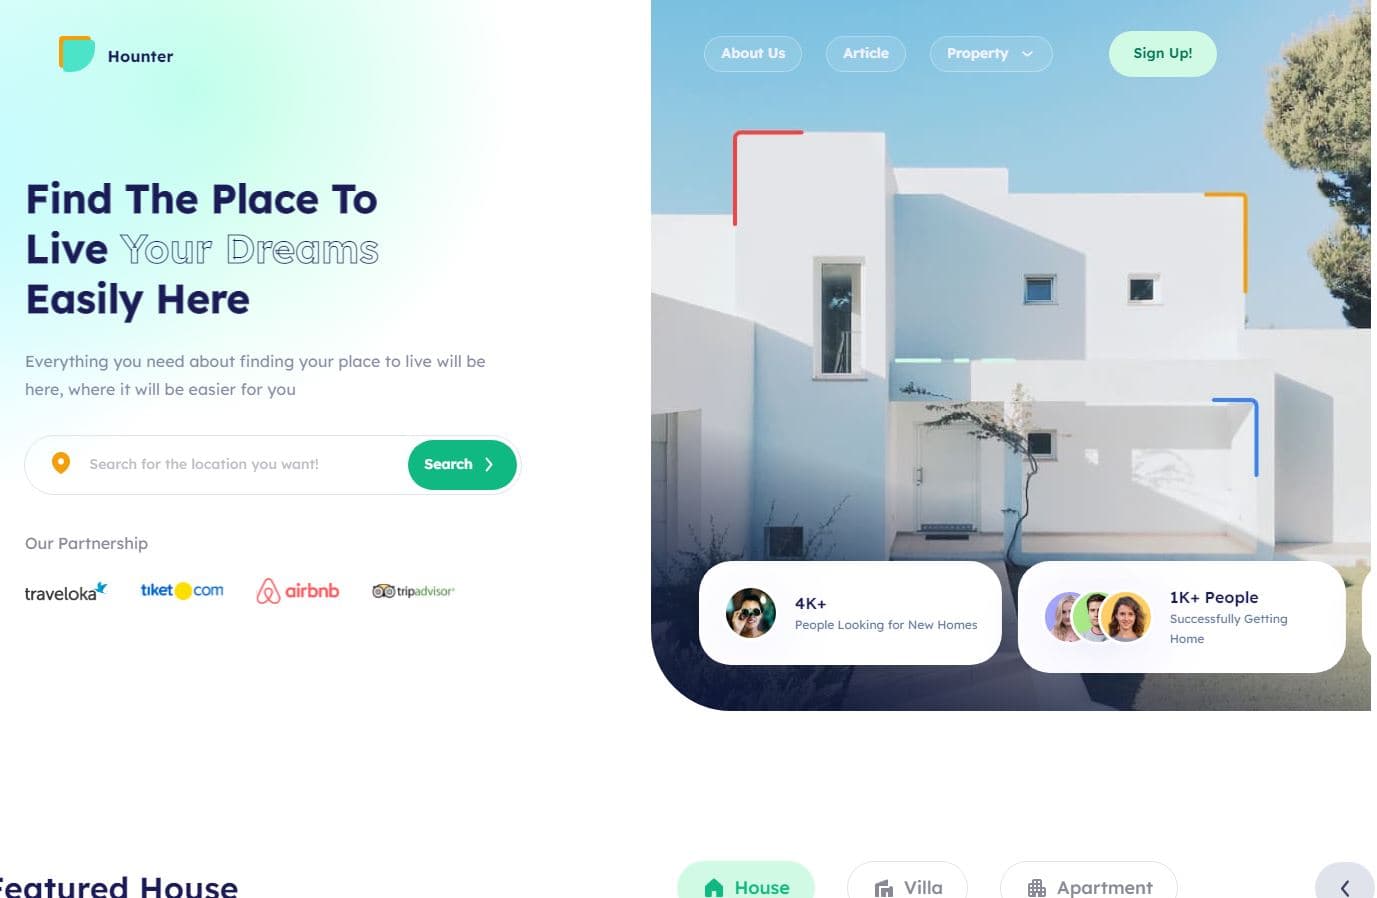 Hounter
About Us
Article
Property
Sign Up!
Find The Place To
Live Your Dreams
Easily Here
Everything you need about finding your place to live will be
here, where it will be easier for you
Search for the location you want!
Search
Our Partnership
traveloka
tiket com
airbnb
tripadvisor
4K+
People Looking for New Homes
1K+ People
Successfully Getting
Home
Featured House
House
Villa
Apartment